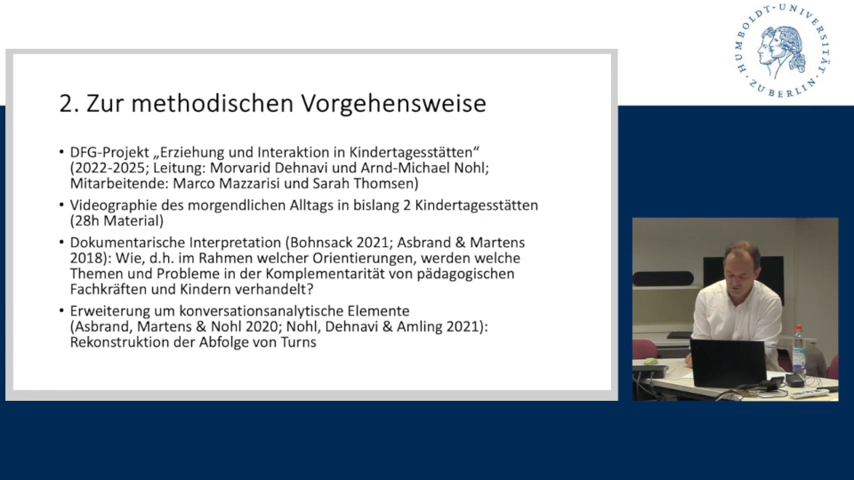 HUMBOLDT-UNIVERSITÄT
ZU BERLIN
2. Zur methodischen Vorgehensweise
• DFG-Projekt „Erziehung und Interaktion in Kindertagesstätten“
(2022-2025; Leitung: Morvarid Dehnavi und Arnd-Michael Nohl;
Mitarbeitende: Marco Mazzarisi und Sarah Thomsen)
• Videographie des morgendlichen Alltags in bislang 2 Kindertagesstätten
(28h Material)
• Dokumentarische Interpretation (Bohnsack 2021; Asbrand & Martens
2018): Wie, d.h. im Rahmen welcher Orientierungen, werden welche
Themen und Probleme in der Komplementarität von pädagogischen
Fachkräften und Kindern verhandelt?
• Erweiterung um konversationsanalytische Elemente
(Asbrand, Martens & Nohl 2020; Nohl, Dehnavi & Amling 2021):
Rekonstruktion der Abfolge von Turns